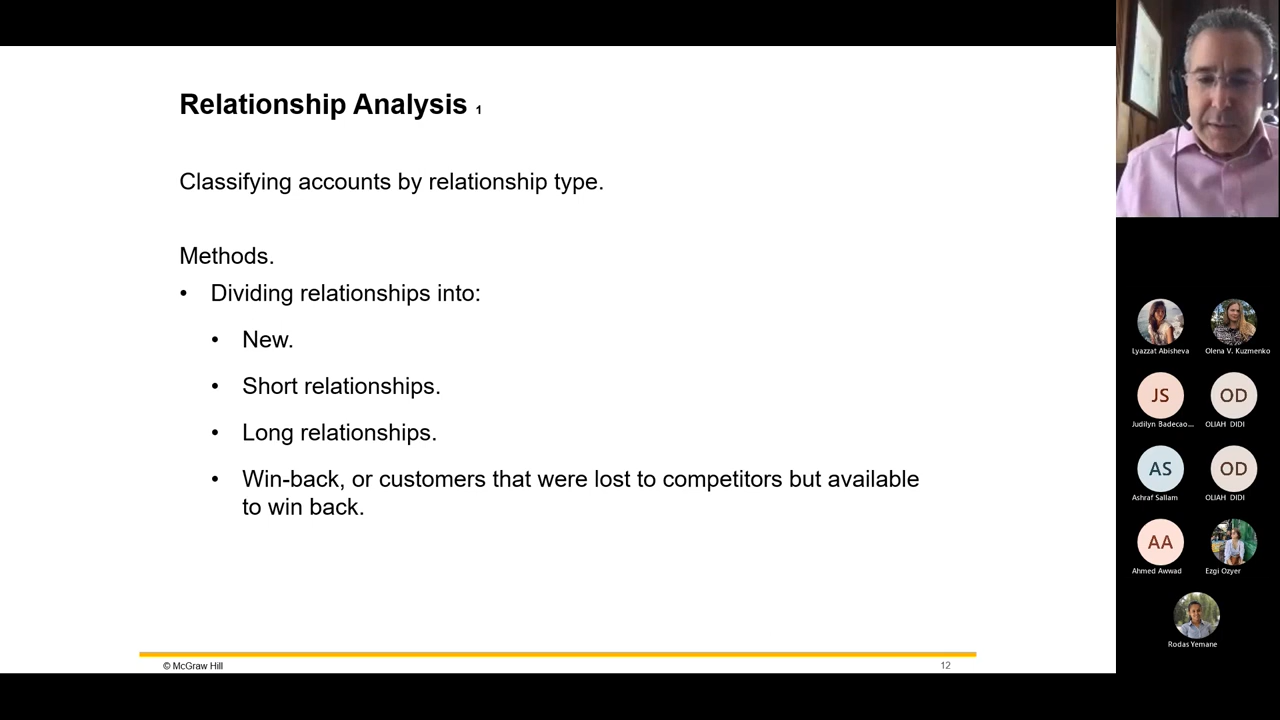 Relationship Analysis 1
Classifying accounts by relationship type.
Methods.
• Dividing relationships into:
• New.
• Short relationships.
• Long relationships.
• Win-back, or customers that were lost to competitors but available
to win back.
© McGraw Hill
12
Lyazzat Abisheva
Olena V. Kuzmenko
JS
OD
Judilyn Badecao...
OLIAH DIDI
AS
OD
Ashraf Sallam
OLIAH DIDI
AA
Ahmed Awwad
Ezgi Ozyer
Rodas Yemane